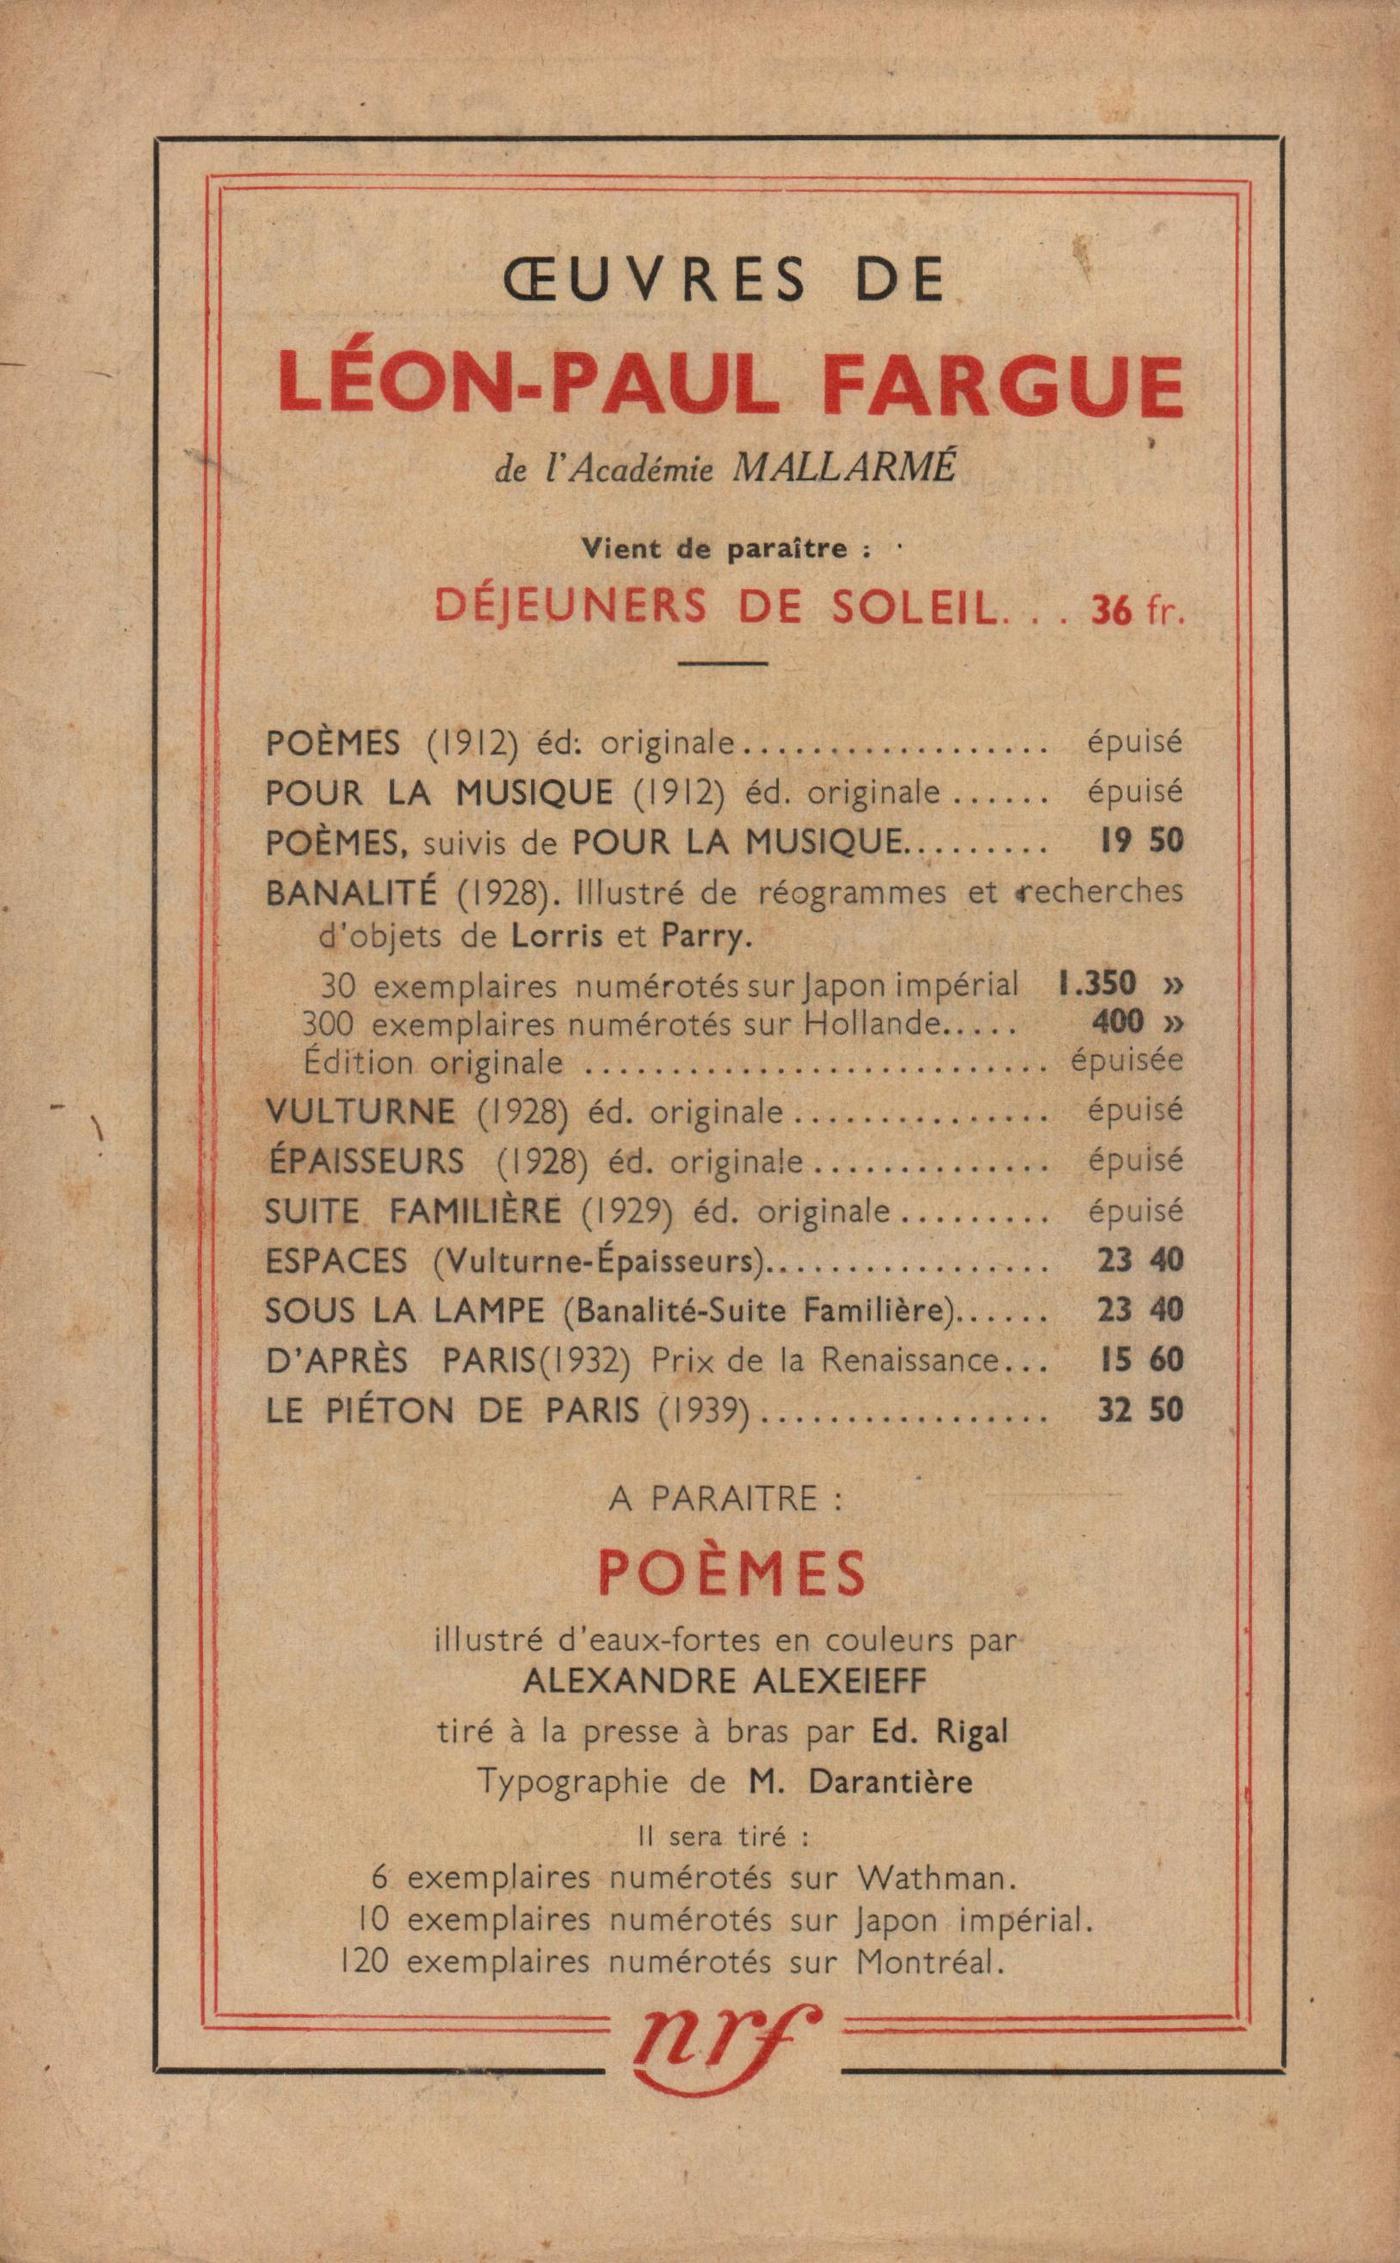 ŒUVRES DE
LÉON-PAUL FARGUE
de l'Académie MALLARMÉ
Vient de paraître :
DÉJEUNERS DE SOLEIL. . . 36 fr.
POÈMES (1912) éd: originale.................. épuisé
POUR LA MUSIQUE (1912) éd. originale ...... épuisé
POÈMES, suivis de POUR LA MUSIQUE......... 19 50
BANALITÉ (1928). Illustré de réogrammes et recherches
d'objets de Lorris et Parry.
30 exemplaires numérotés sur Japon impérial 1.350 »
300 exemplaires numérotés sur Hollande..... 400 »
Édition originale ........................... épuisée
VULTURNE (1928) éd. originale............... épuisé
ÉPAISSEURS (1928) éd. originale.............. épuisé
SUITE FAMILIÈRE (1929) éd. originale......... épuisé
ESPACES (Vulturne-Épaisseurs)................. 23 40
SOUS LA LAMPE (Banalité-Suite Familière)...... 23 40
D'APRÈS PARIS(1932) Prix de la Renaissance... 15 60
LE PIÉTON DE PARIS (1939)................. 32 50
A PARAITRE :
POÈMES
illustré d'eaux-fortes en couleurs par
ALEXANDRE ALEXEIEFF
tiré à la presse à bras par Ed. Rigal
Typographie de M. Darantière
Il sera tiré :
6 exemplaires numérotés sur Wathman.
10 exemplaires numérotés sur Japon impérial.
120 exemplaires numérotés sur Montréal.
nrf